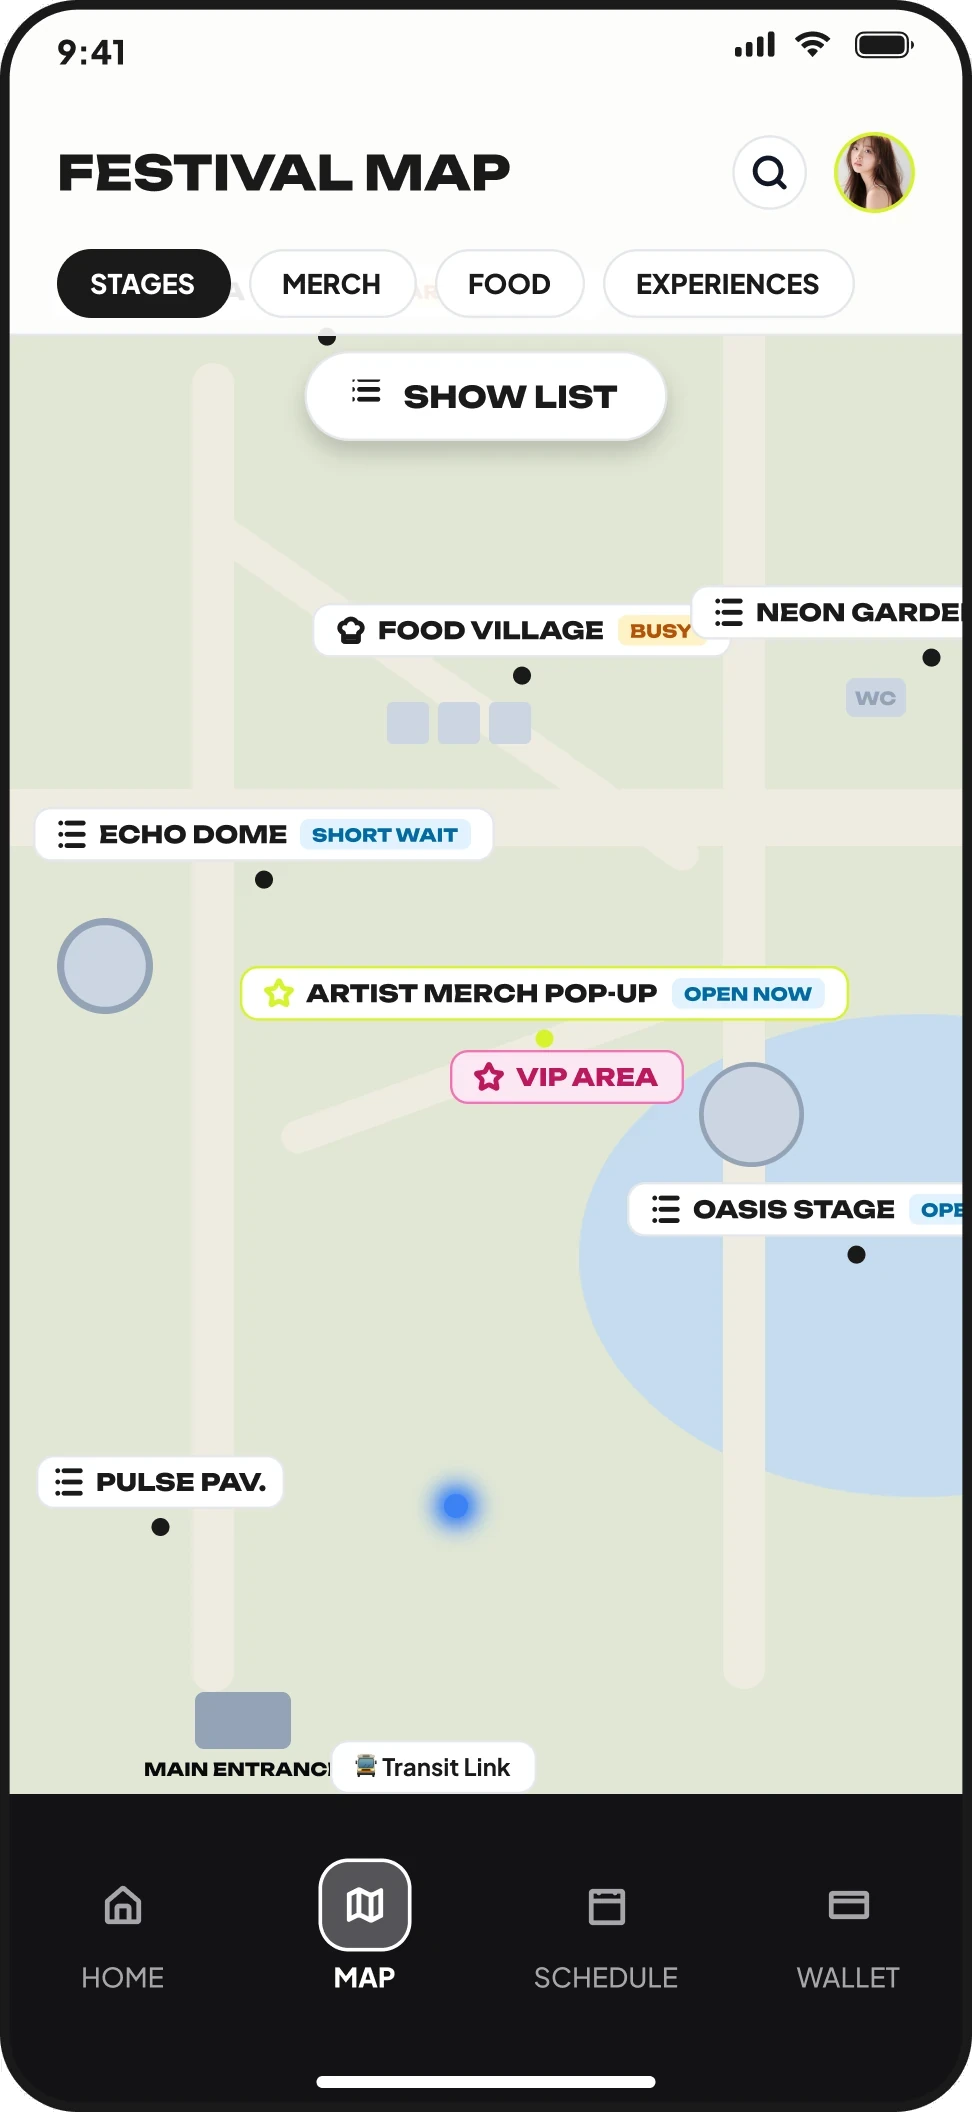 9:41
FESTIVAL MAP
STAGES
MERCH
FOOD
EXPERIENCES
SHOW LIST
FOOD VILLAGE BUSY
NEON GARDE
WC
ECHO DOME SHORT WAIT
ARTIST MERCH POP-UP OPEN NOW
VIP AREA
OASIS STAGE OPE
PULSE PAV.
MAIN ENTRANC
Transit Link
HOME
MAP
SCHEDULE
WALLET